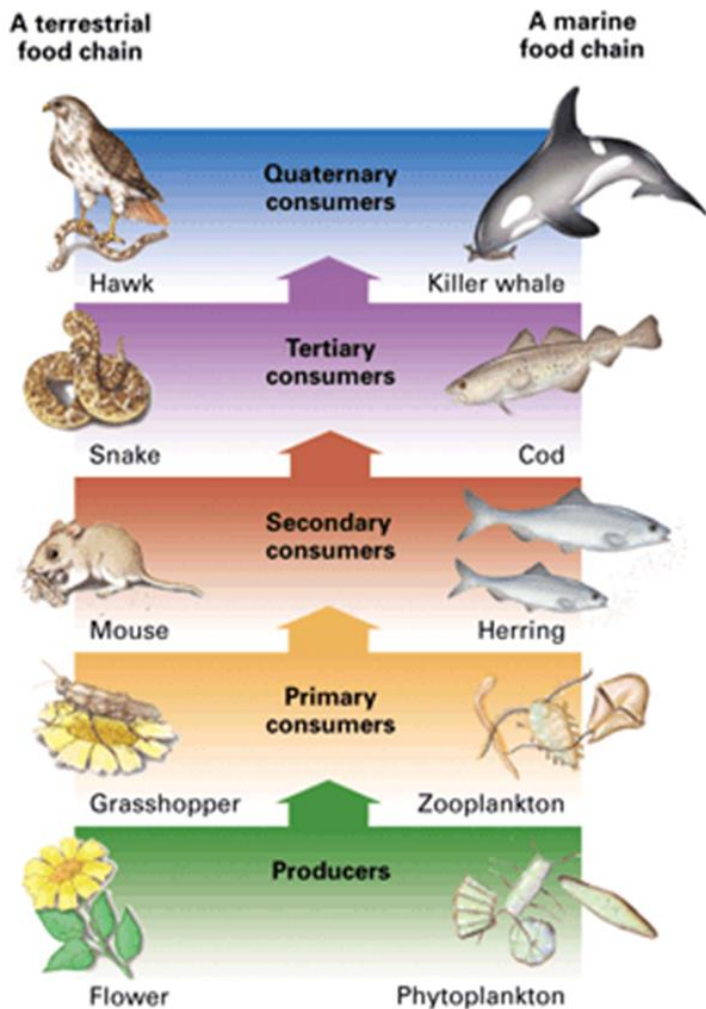 A terrestrial
food chain
A marine
food chain
Quaternary
consumers
Hawk
Killer whale
Tertiary
consumers
Snake
Cod
Secondary
consumers
Mouse
Herring
Primary
consumers
Grasshopper
Zooplankton
Producers
Flower
Phytoplankton